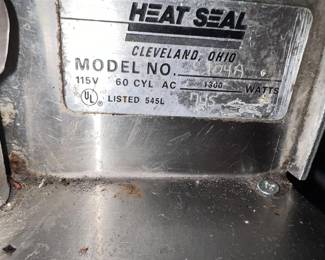 HEAT SEAL
CLEVELAND, OHIO
MODEL NO.
115V 60 CYL AC 1300 WATTS
UL LISTED 545L